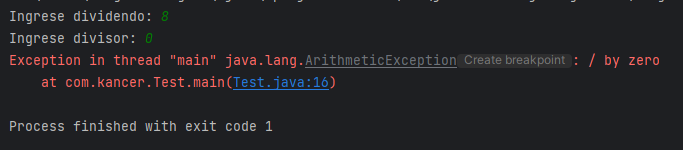 Ingrese dividendo: 8
Ingrese divisor: 0
Exception in thread "main" java.lang.ArithmeticException Create breakpoint : / by zero
at com.kancer.Test.main(Test.java:16)
Process finished with exit code 1